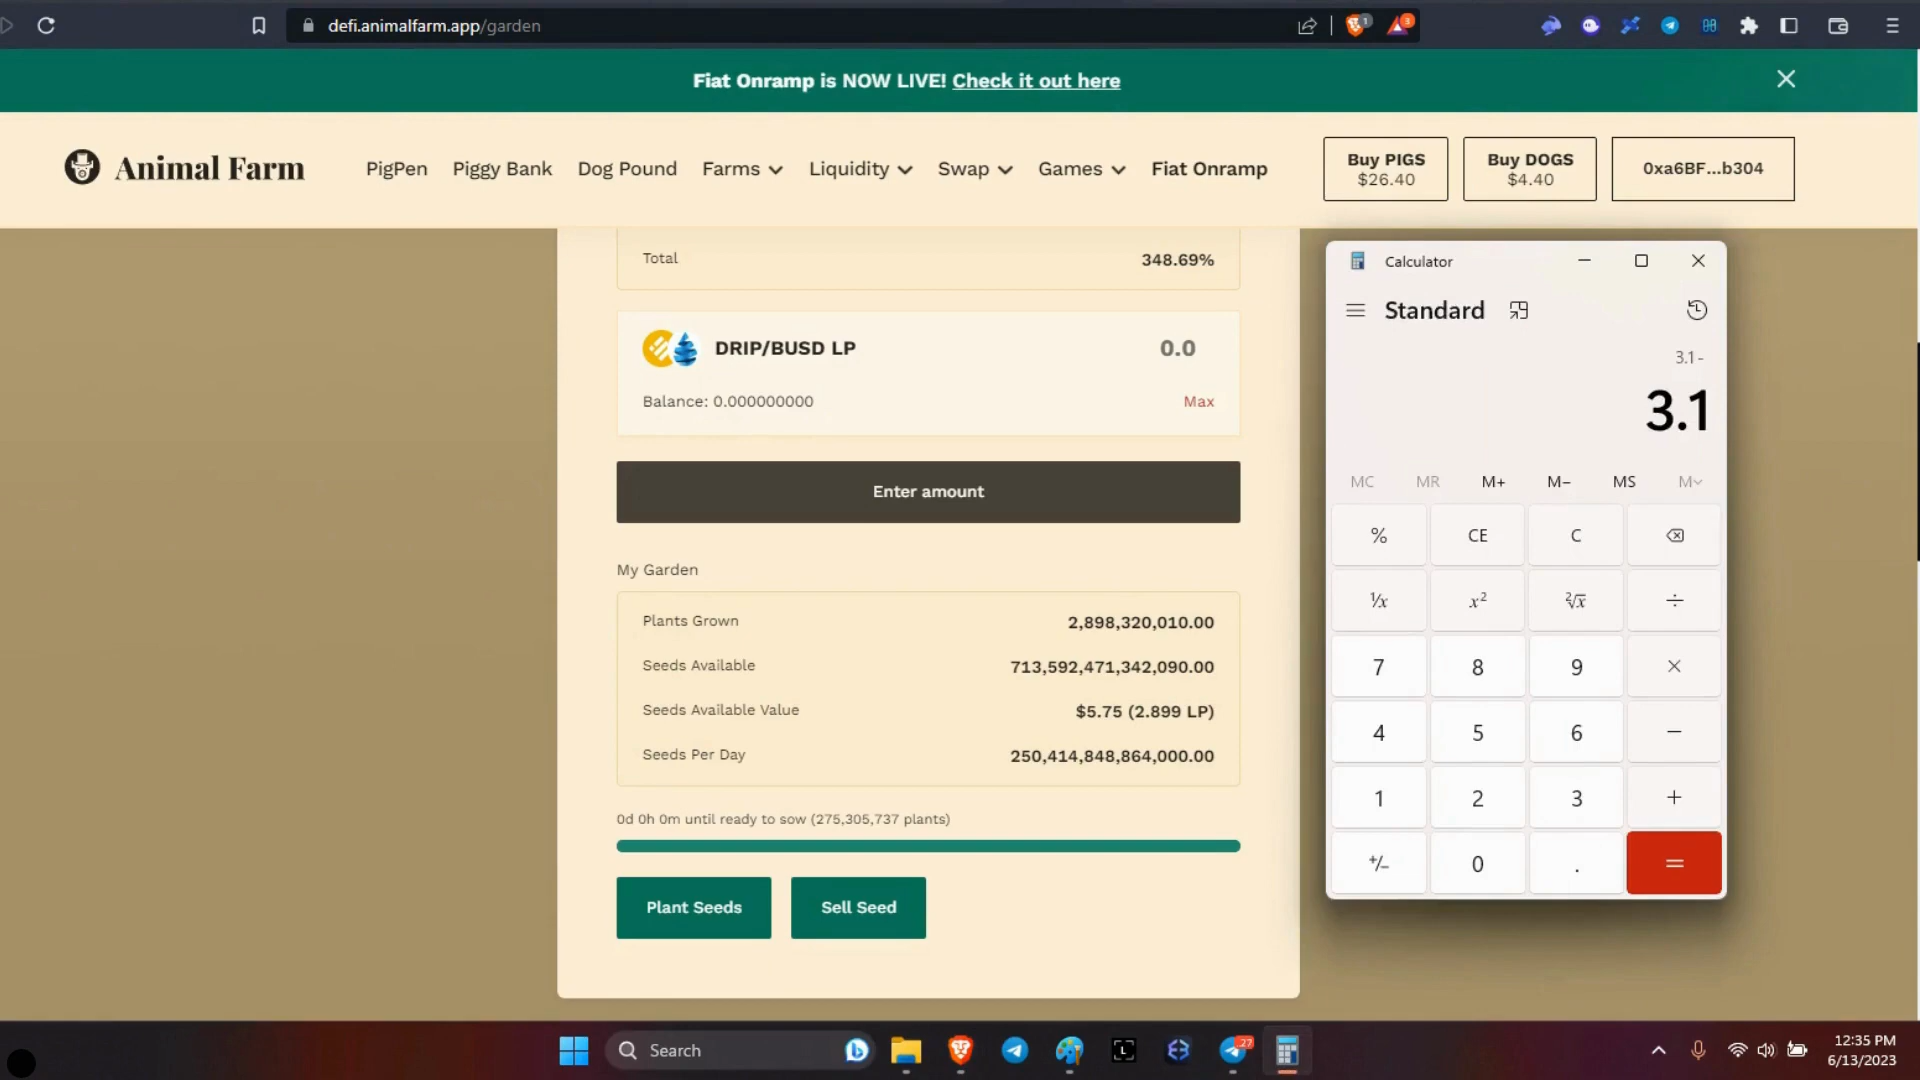 defi.animalfarm.app/garden
1
3
Fiat Onramp is NOW LIVE! Check it out here
Animal Farm
PigPen
Piggy Bank
Dog Pound
Farms
Liquidity
Swap
Games
Fiat Onramp
Buy PIGS
$26.40
Buy DOGS
$4.40
0xa6BF...b304
Total
348.69%
DRIP/BUSD LP
0.0
Balance: 0.000000000
Max
Enter amount
My Garden
Plants Grown
2,898,320,010.00
Seeds Available
713,592,471,342,090.00
Seeds Available Value
$5.75 (2.899 LP)
Seeds Per Day
250,414,848,864,000.00
0d 0h 0m until ready to sow (275,305,737 plants)
Plant Seeds
Sell Seed
Calculator
Standard
3.1 -
3.1
MC MR M+ M− MS M
% CE C
¹/x x² ²√x ÷
7 8 9 ×
4 5 6 −
1 2 3 +
+/− 0 . =
Search
L
27
12:35 PM
6/13/2023